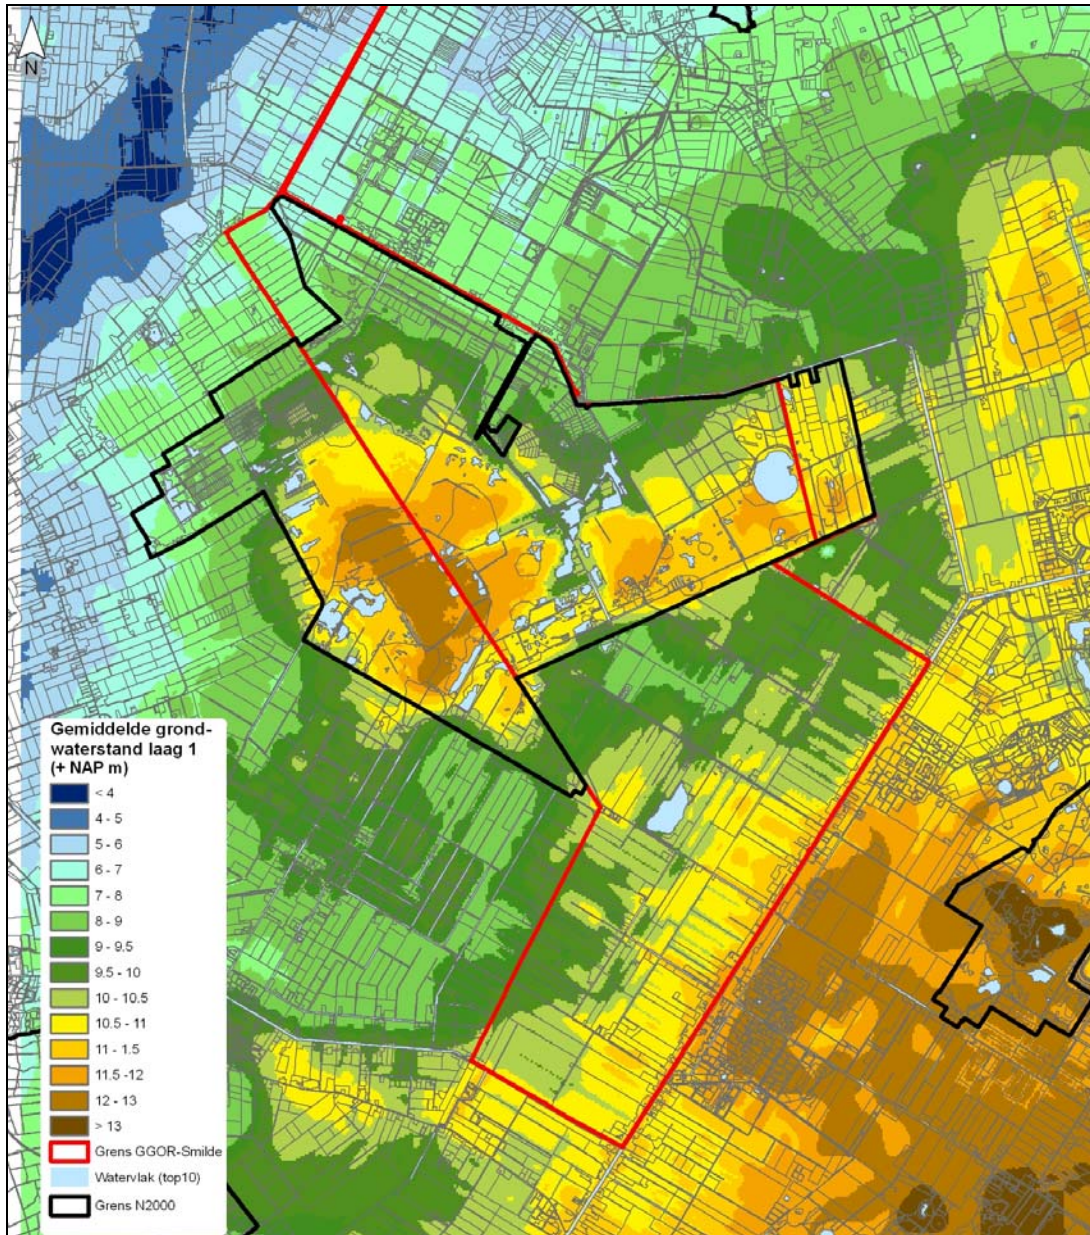 N
Gemiddelde grond-
waterstand laag 1
(+ NAP m)
< 4
4 - 5
5 - 6
6 - 7
7 - 8
8 - 9
9 - 9.5
9.5 - 10
10 - 10.5
10.5 - 11
11 - 1.5
11.5 -12
12 - 13
> 13
Grens GGOR-Smilde
Watervlak (top10)
Grens N2000